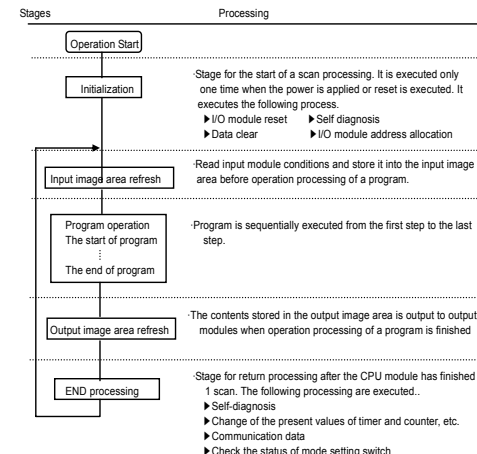 Stages Processing
Operation Start
Initialization
·Stage for the start of a scan processing. It is executed only
one time when the power is applied or reset is executed. It
executes the following process.
▶I/O module reset ▶Self diagnosis
▶Data clear ▶I/O module address allocation
Input image area refresh
·Read input module conditions and store it into the input image
area before operation processing of a program.
Program operation
The start of program
⋮
The end of program
·Program is sequentially executed from the first step to the last
step.
Output image area refresh
·The contents stored in the output image area is output to output
modules when operation processing of a program is finished
END processing
·Stage for return processing after the CPU module has finished
1 scan. The following processing are executed..
▶Self-diagnosis
▶Change of the present values of timer and counter, etc.
▶Communication data
▶Check the status of mode setting switch